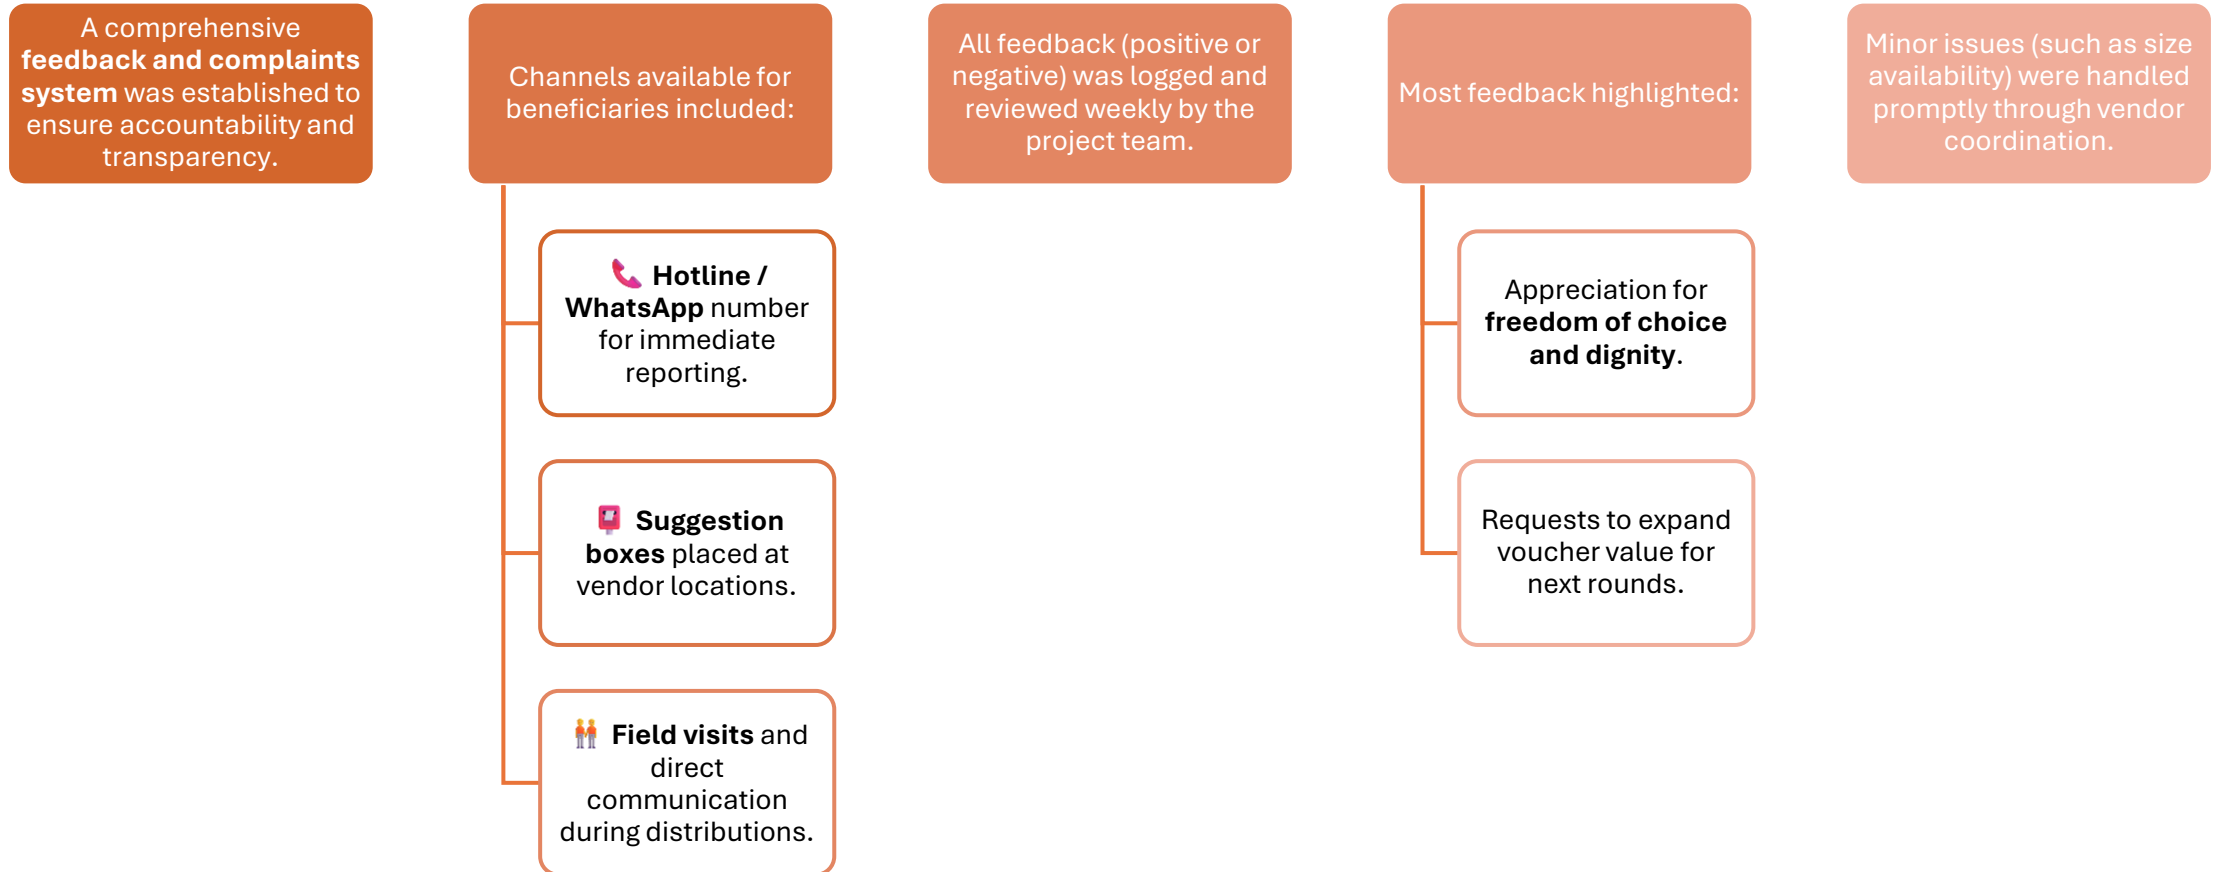 A comprehensive
feedback and complaints
system was established to
ensure accountability and
transparency.
Channels available for
beneficiaries included:
📞 Hotline /
WhatsApp number
for immediate
reporting.
📮 Suggestion
boxes placed at
vendor locations.
🧑‍🤝‍🧑 Field visits and
direct
communication
during distributions.
All feedback (positive or
negative) was logged and
reviewed weekly by the
project team.
Most feedback highlighted:
Appreciation for
freedom of choice
and dignity.
Requests to expand
voucher value for
next rounds.
Minor issues (such as size
availability) were handled
promptly through vendor
coordination.